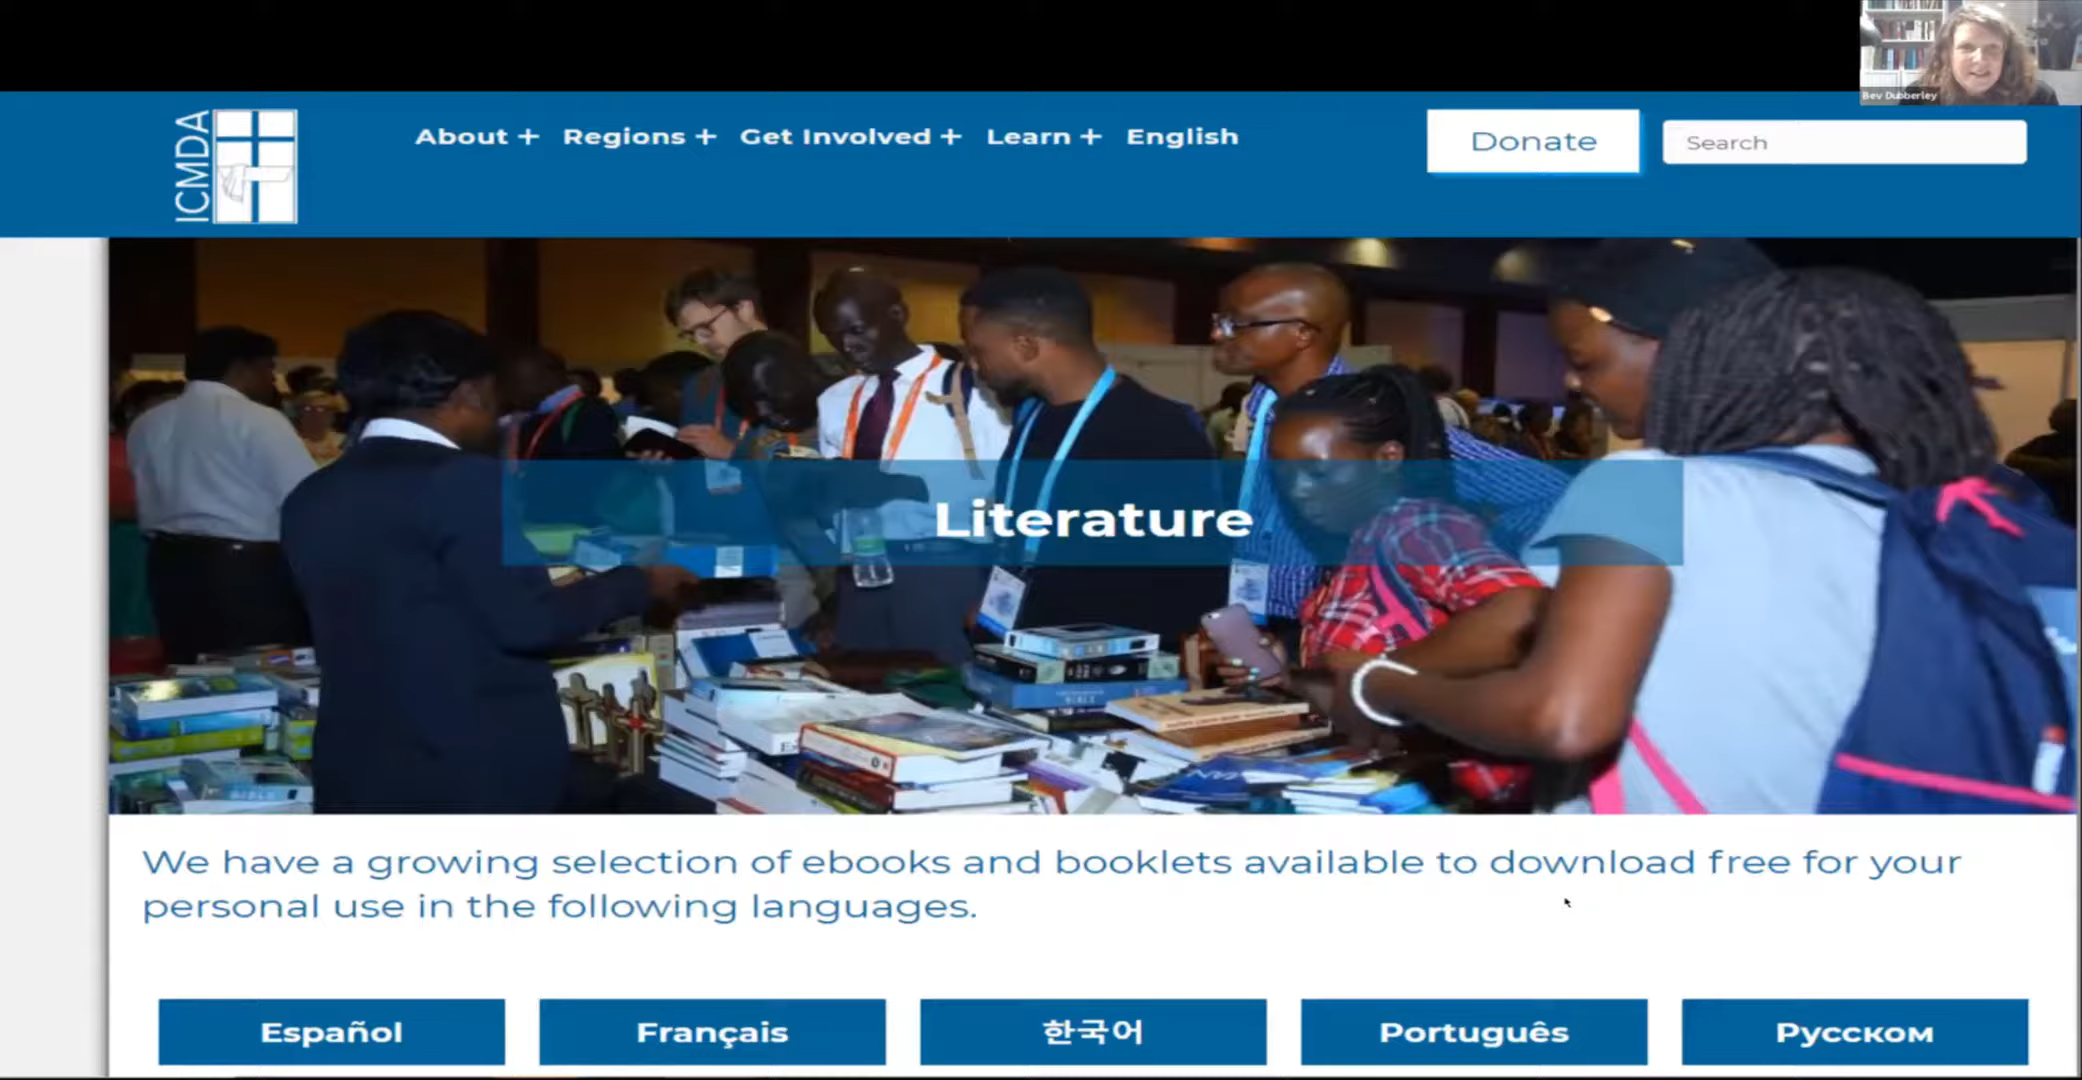 Bev Dubberley
ICMDA
About + Regions + Get Involved + Learn + English
Donate
Search
Literature
BIBLE
BIBLE
We have a growing selection of ebooks and booklets available to download free for your
personal use in the following languages.
Español
Français
한국어
Português
Русском